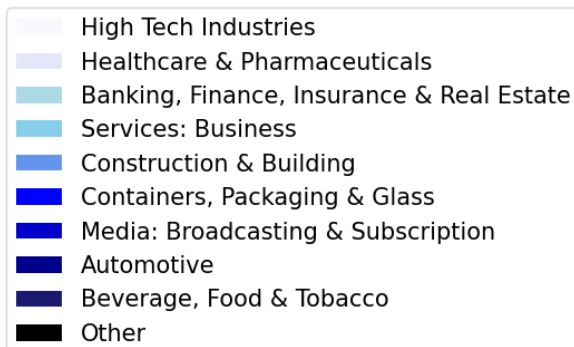 High Tech Industries
Healthcare & Pharmaceuticals
Banking, Finance, Insurance & Real Estate
Services: Business
Construction & Building
Containers, Packaging & Glass
Media: Broadcasting & Subscription
Automotive
Beverage, Food & Tobacco
Other